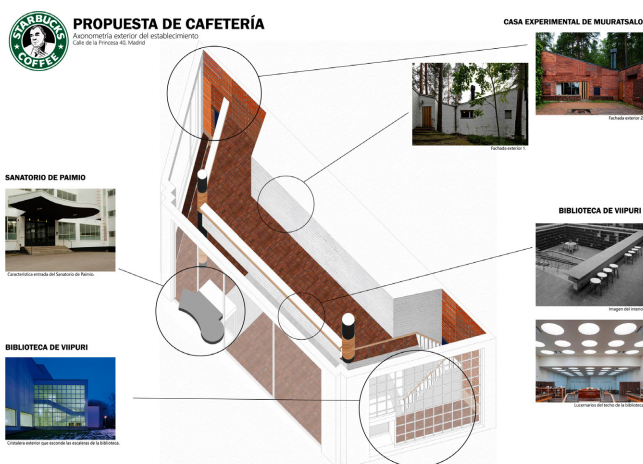 STARBUCKS
COFFEE
PROPUESTA DE CAFETERÍA
Axonometría exterior del establecimiento
Calle de la Princesa 40, Madrid
CASA EXPERIMENTAL DE MUURATSALO
Fachada exterior 2.
Fachada exterior 1.
SANATORIO DE PAIMIO
Característica entrada del Sanatorio de Paimio.
BIBLIOTECA DE VIIPURI
Imagen del interior
Lucernarios del techo de la biblioteca.
BIBLIOTECA DE VIIPURI
Cristalera exterior que esconde las escaleras de la biblioteca.